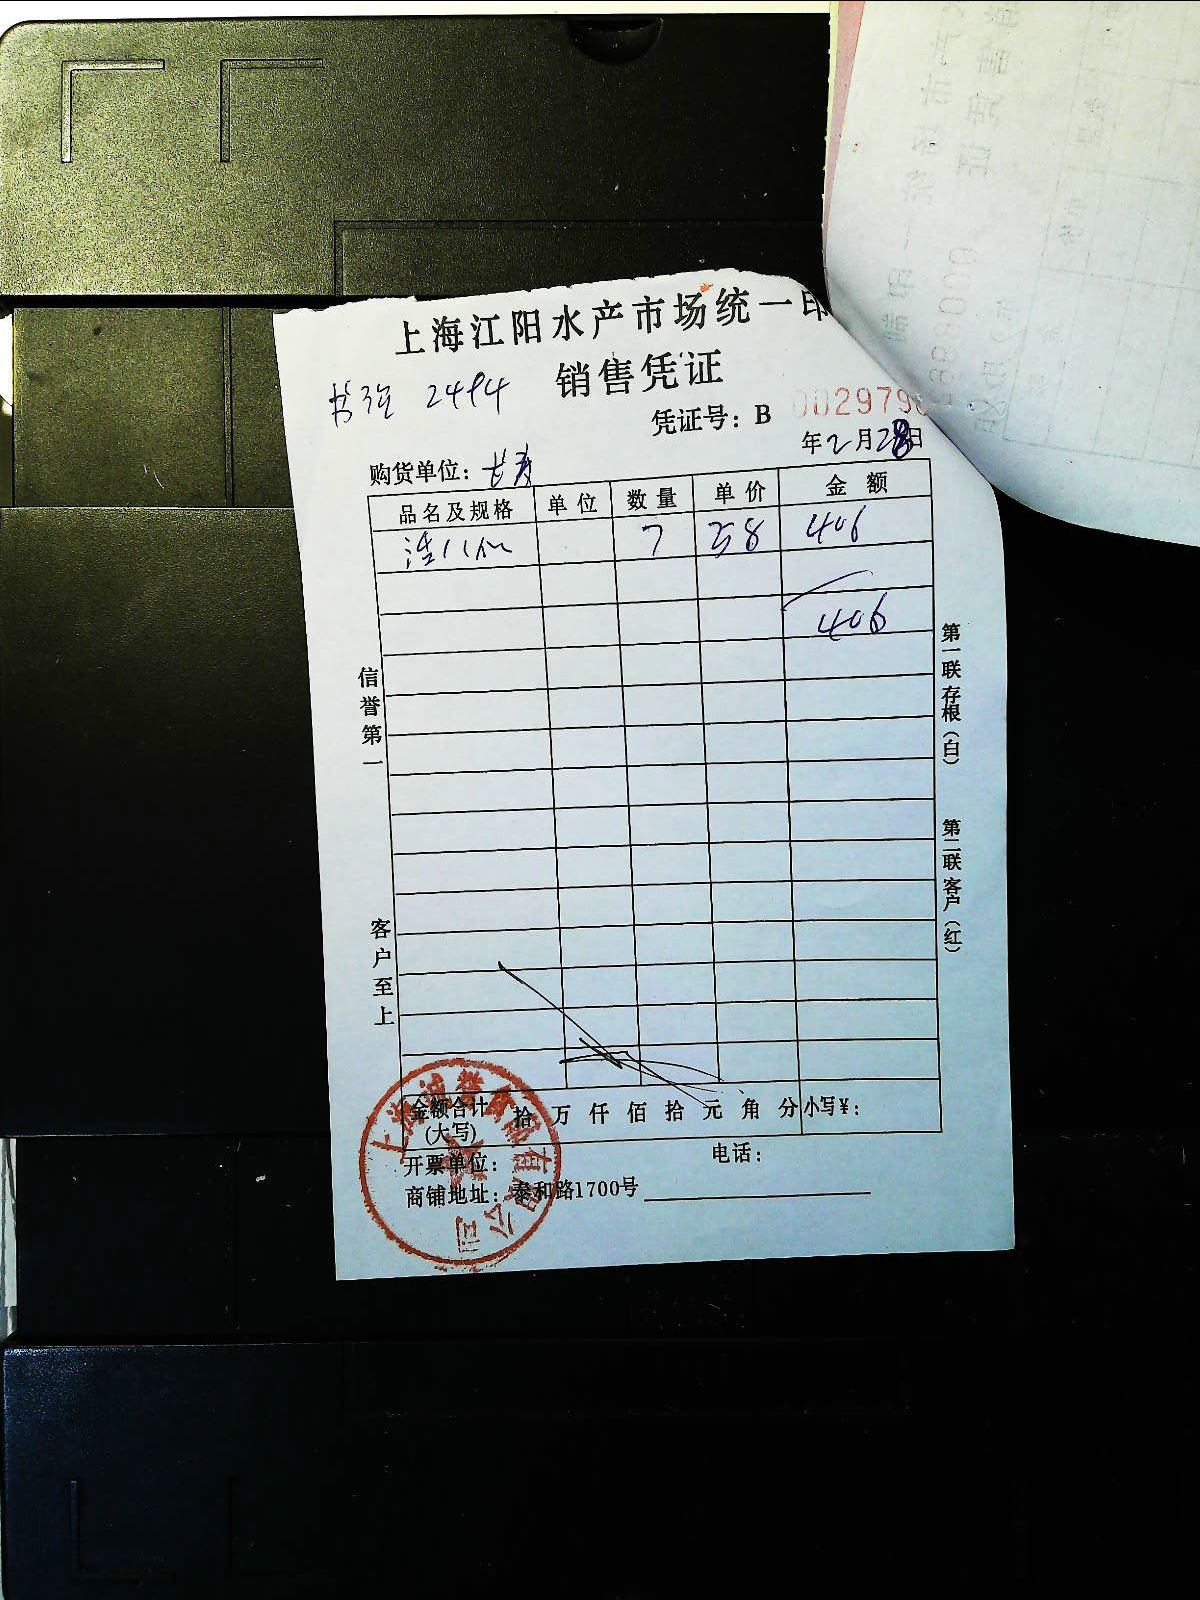 上海江阳水产市场统一印
销售凭证
2494
凭证号：B 0029798
年2月28日
购货单位：长寿
品名及规格 单位 数量 单价 金额
7 58 406
406
信誉第一
客户至上
第一联存根（白）
第二联客户（红）
金额合计（大写） 拾万仟佰拾元角分 小写¥：
开票单位： 电话：
商铺地址：泰和路1700号